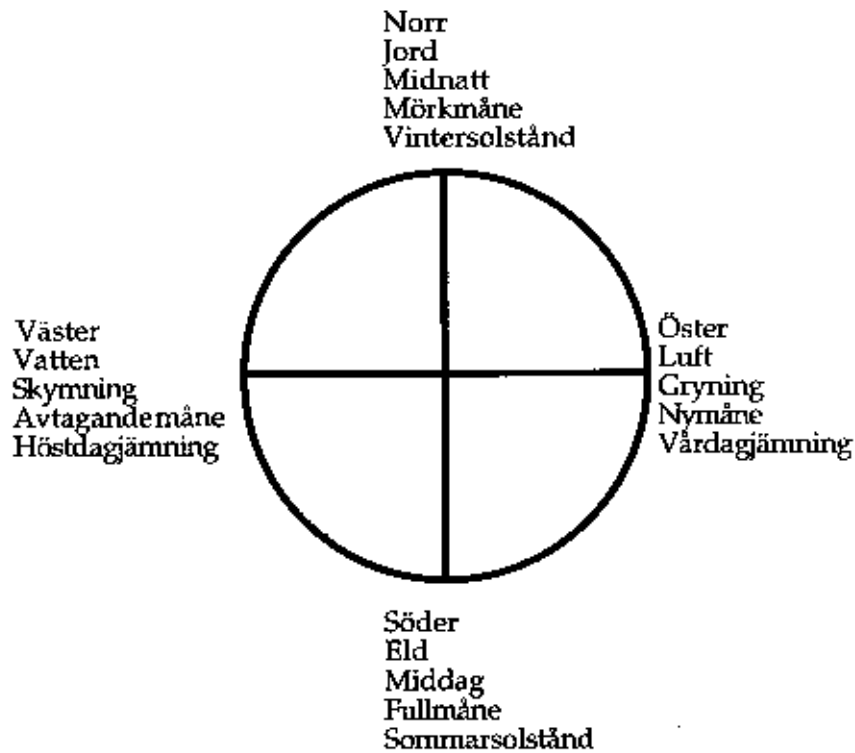 Norr
Jord
Midnatt
Mörkmåne
Vintersolstånd
Väster
Vatten
Skymning
Avtagandemåne
Höstdagjämning
Öster
Luft
Gryning
Nymåne
Vårdagjämning
Söder
Eld
Middag
Fullmåne
Sommarsolstånd